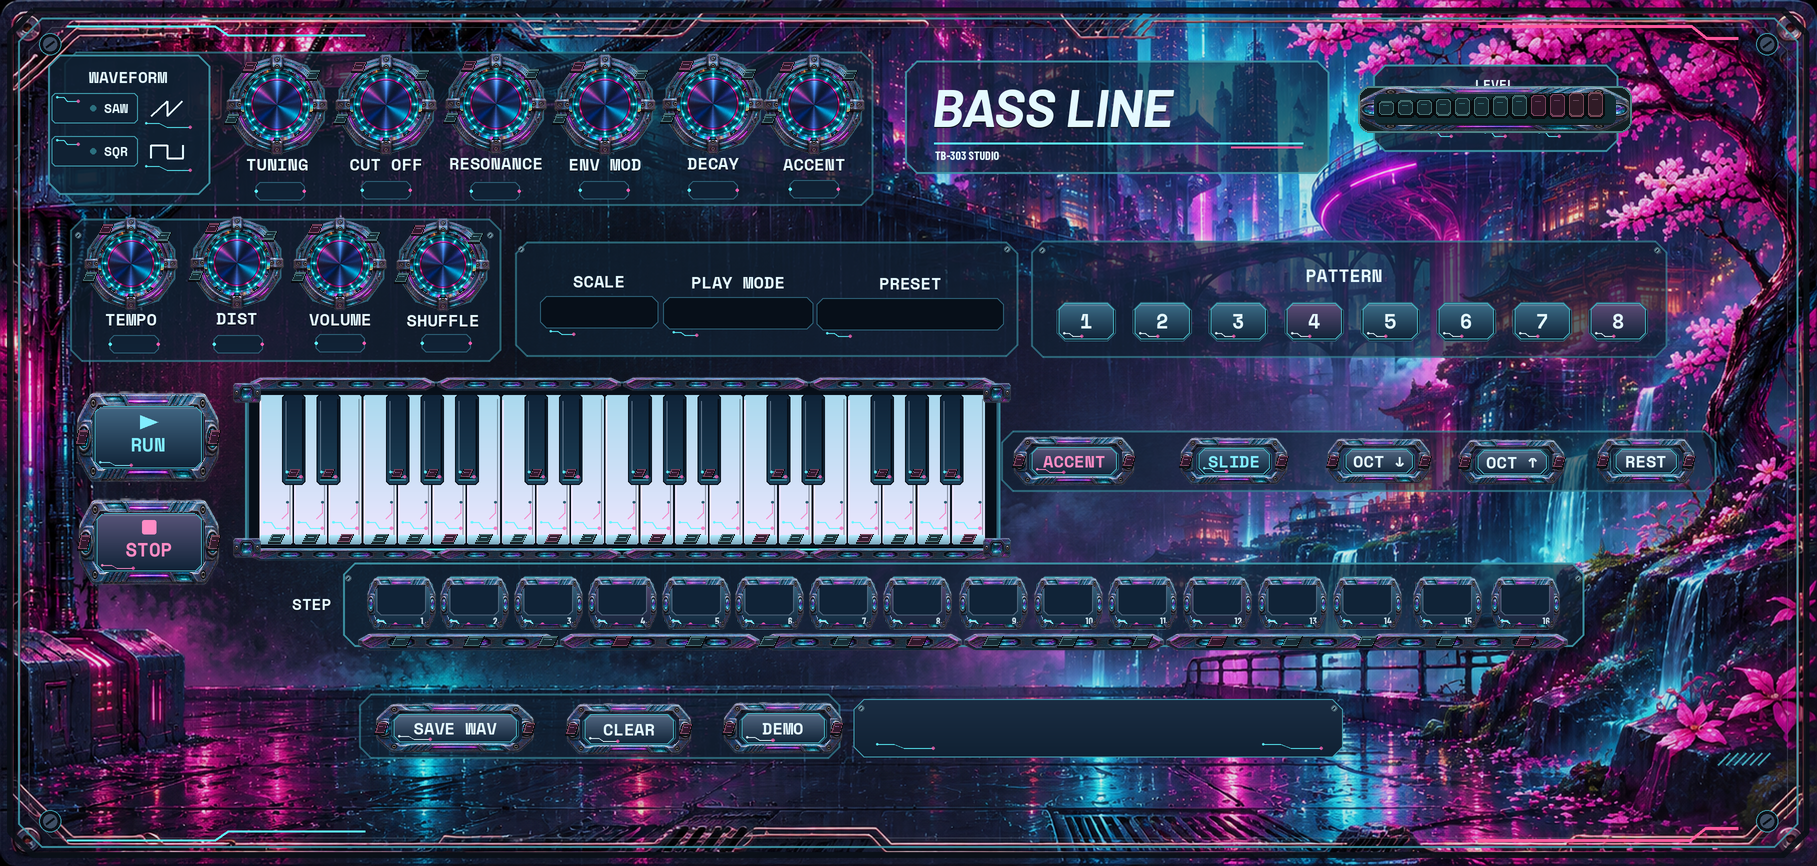 WAVEFORM
SAW
SQR
TUNING
CUT OFF
RESONANCE
ENV MOD
DECAY
ACCENT
BASS LINE
TB-303 STUDIO
LEVEL
TEMPO
DIST
VOLUME
SHUFFLE
SCALE
PLAY MODE
PRESET
PATTERN
1 2 3 4 5 6 7 8
RUN
STOP
ACCENT
SLIDE
OCT ↓
OCT ↑
REST
STEP
1 2 3 4 5 6 7 8 9 10 11 12 13 14 15 16
SAVE WAV
CLEAR
DEMO